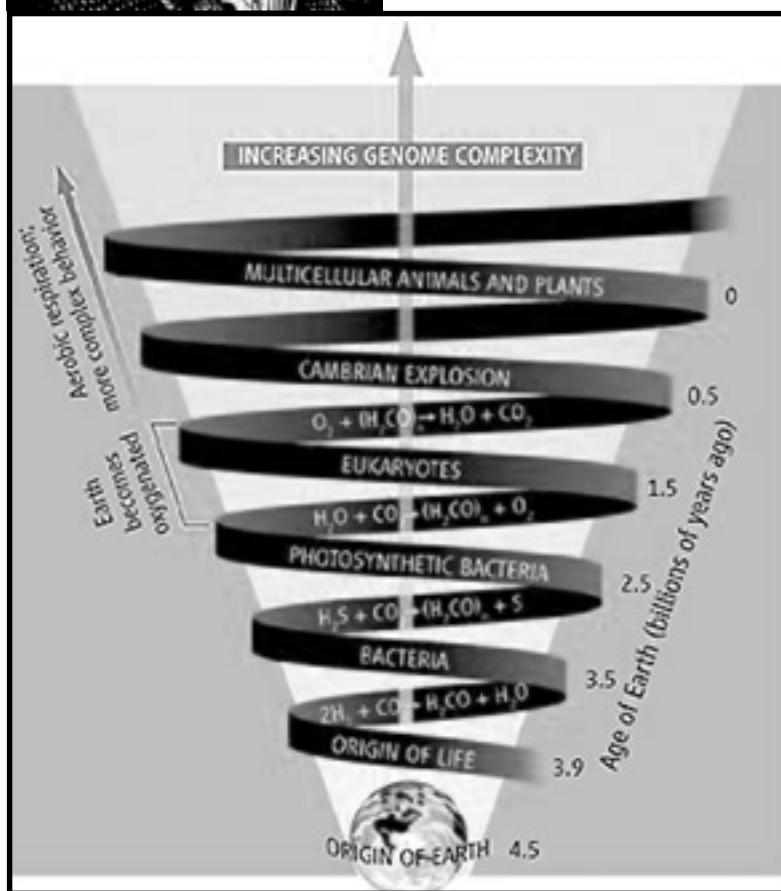 INCREASING GENOME COMPLEXITY
Aerobic respiration;
more complex behavior
MULTICELLULAR ANIMALS AND PLANTS
0
CAMBRIAN EXPLOSION
0.5
O₂ + (H₂CO)ₙ→ H₂O + CO₂
Earth
becomes
oxygenated
EUKARYOTES
1.5
H₂O + CO →(H₂CO)ₙ + O₂
PHOTOSYNTHETIC BACTERIA
2.5
H₂S + CO →(H₂CO)ₙ + S
BACTERIA
3.5
2H₂ + CO → H₂CO + H₂O
ORIGIN OF LIFE
3.9
Age of Earth (billions of years ago)
ORIGIN OF EARTH 4.5